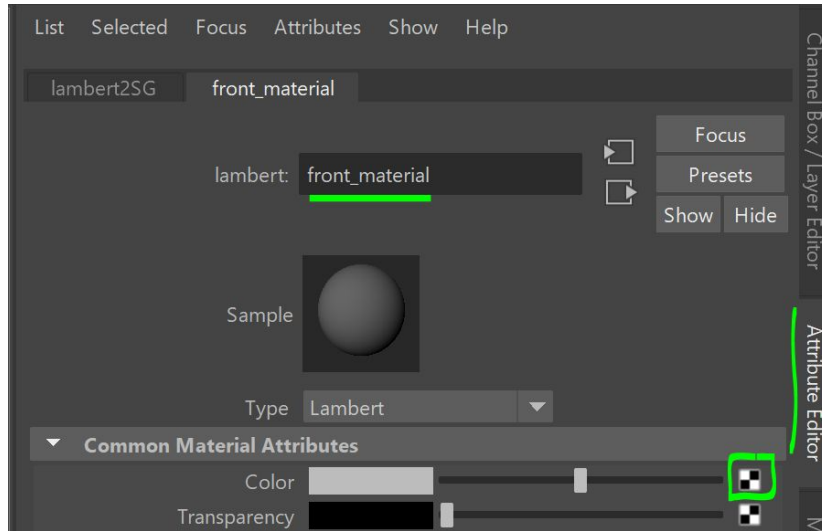 List Selected Focus Attributes Show Help
lambert2SG front_material
lambert: front_material
Focus
Presets
Show Hide
Sample
Type Lambert
Common Material Attributes
Color
Transparency
Channel Box / Layer Editor
Attribute Editor
M